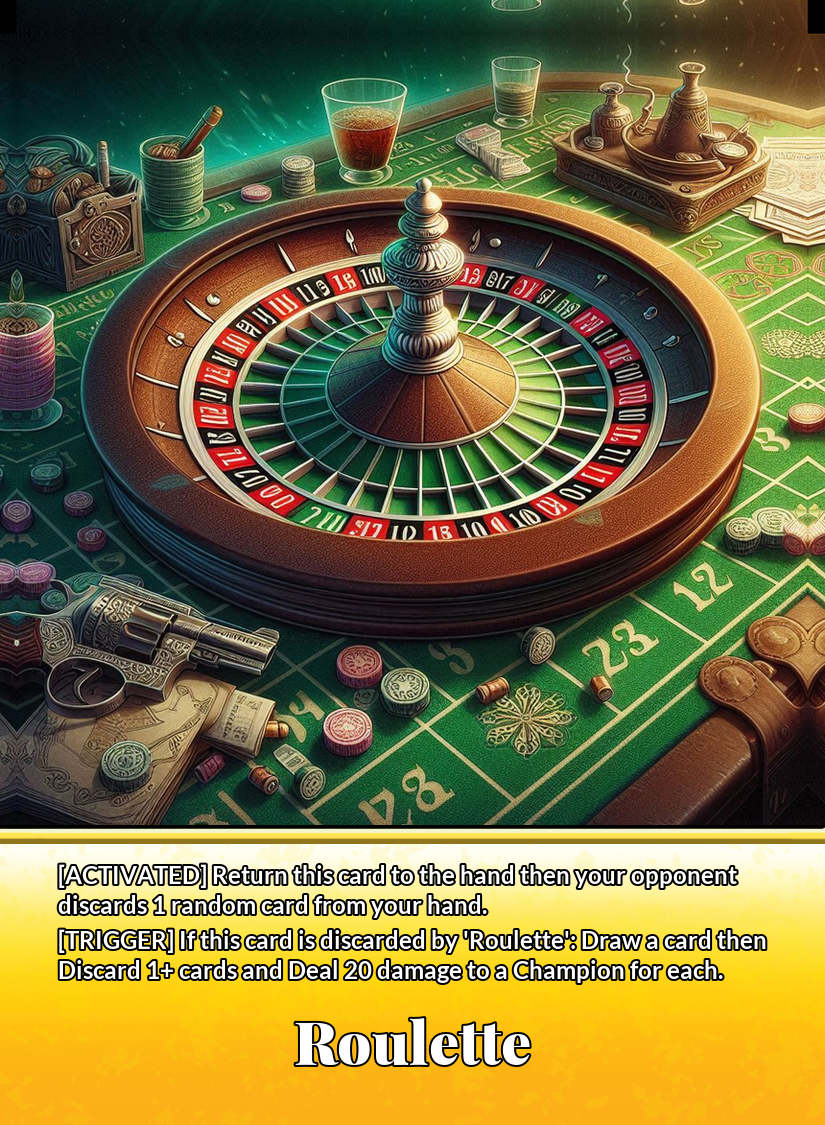 23
12
[ACTIVATED] Return this card to the hand then your opponent
discards 1 random card from your hand.
[TRIGGER] If this card is discarded by 'Roulette': Draw a card then
Discard 1+ cards and Deal 20 damage to a Champion for each.
Roulette